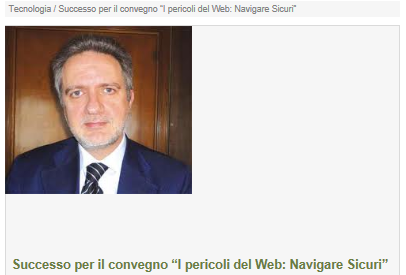 Tecnologia / Successo per il convegno “I pericoli del Web: Navigare Sicuri”
Successo per il convegno “I pericoli del Web: Navigare Sicuri”